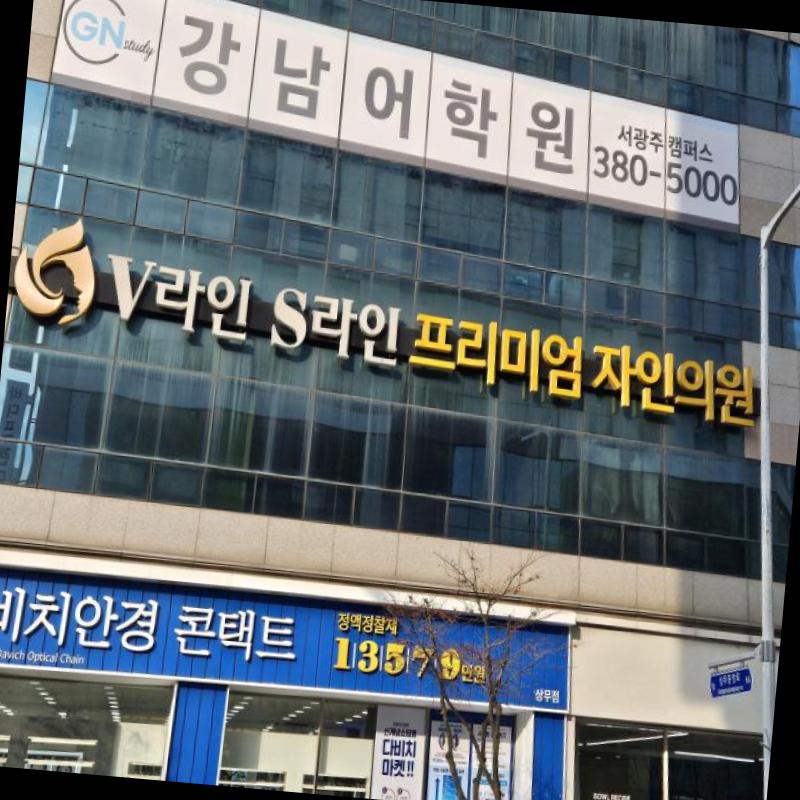 GN study 강남어학원 서광주 캠퍼스
380-5000
V라인 S라인 프리미엄 자인의원
비치안경 콘택트
Davich Optical Chain
정액정찰제
13579만원
상무점
다비치
마켓!!
BOWL RECIPE